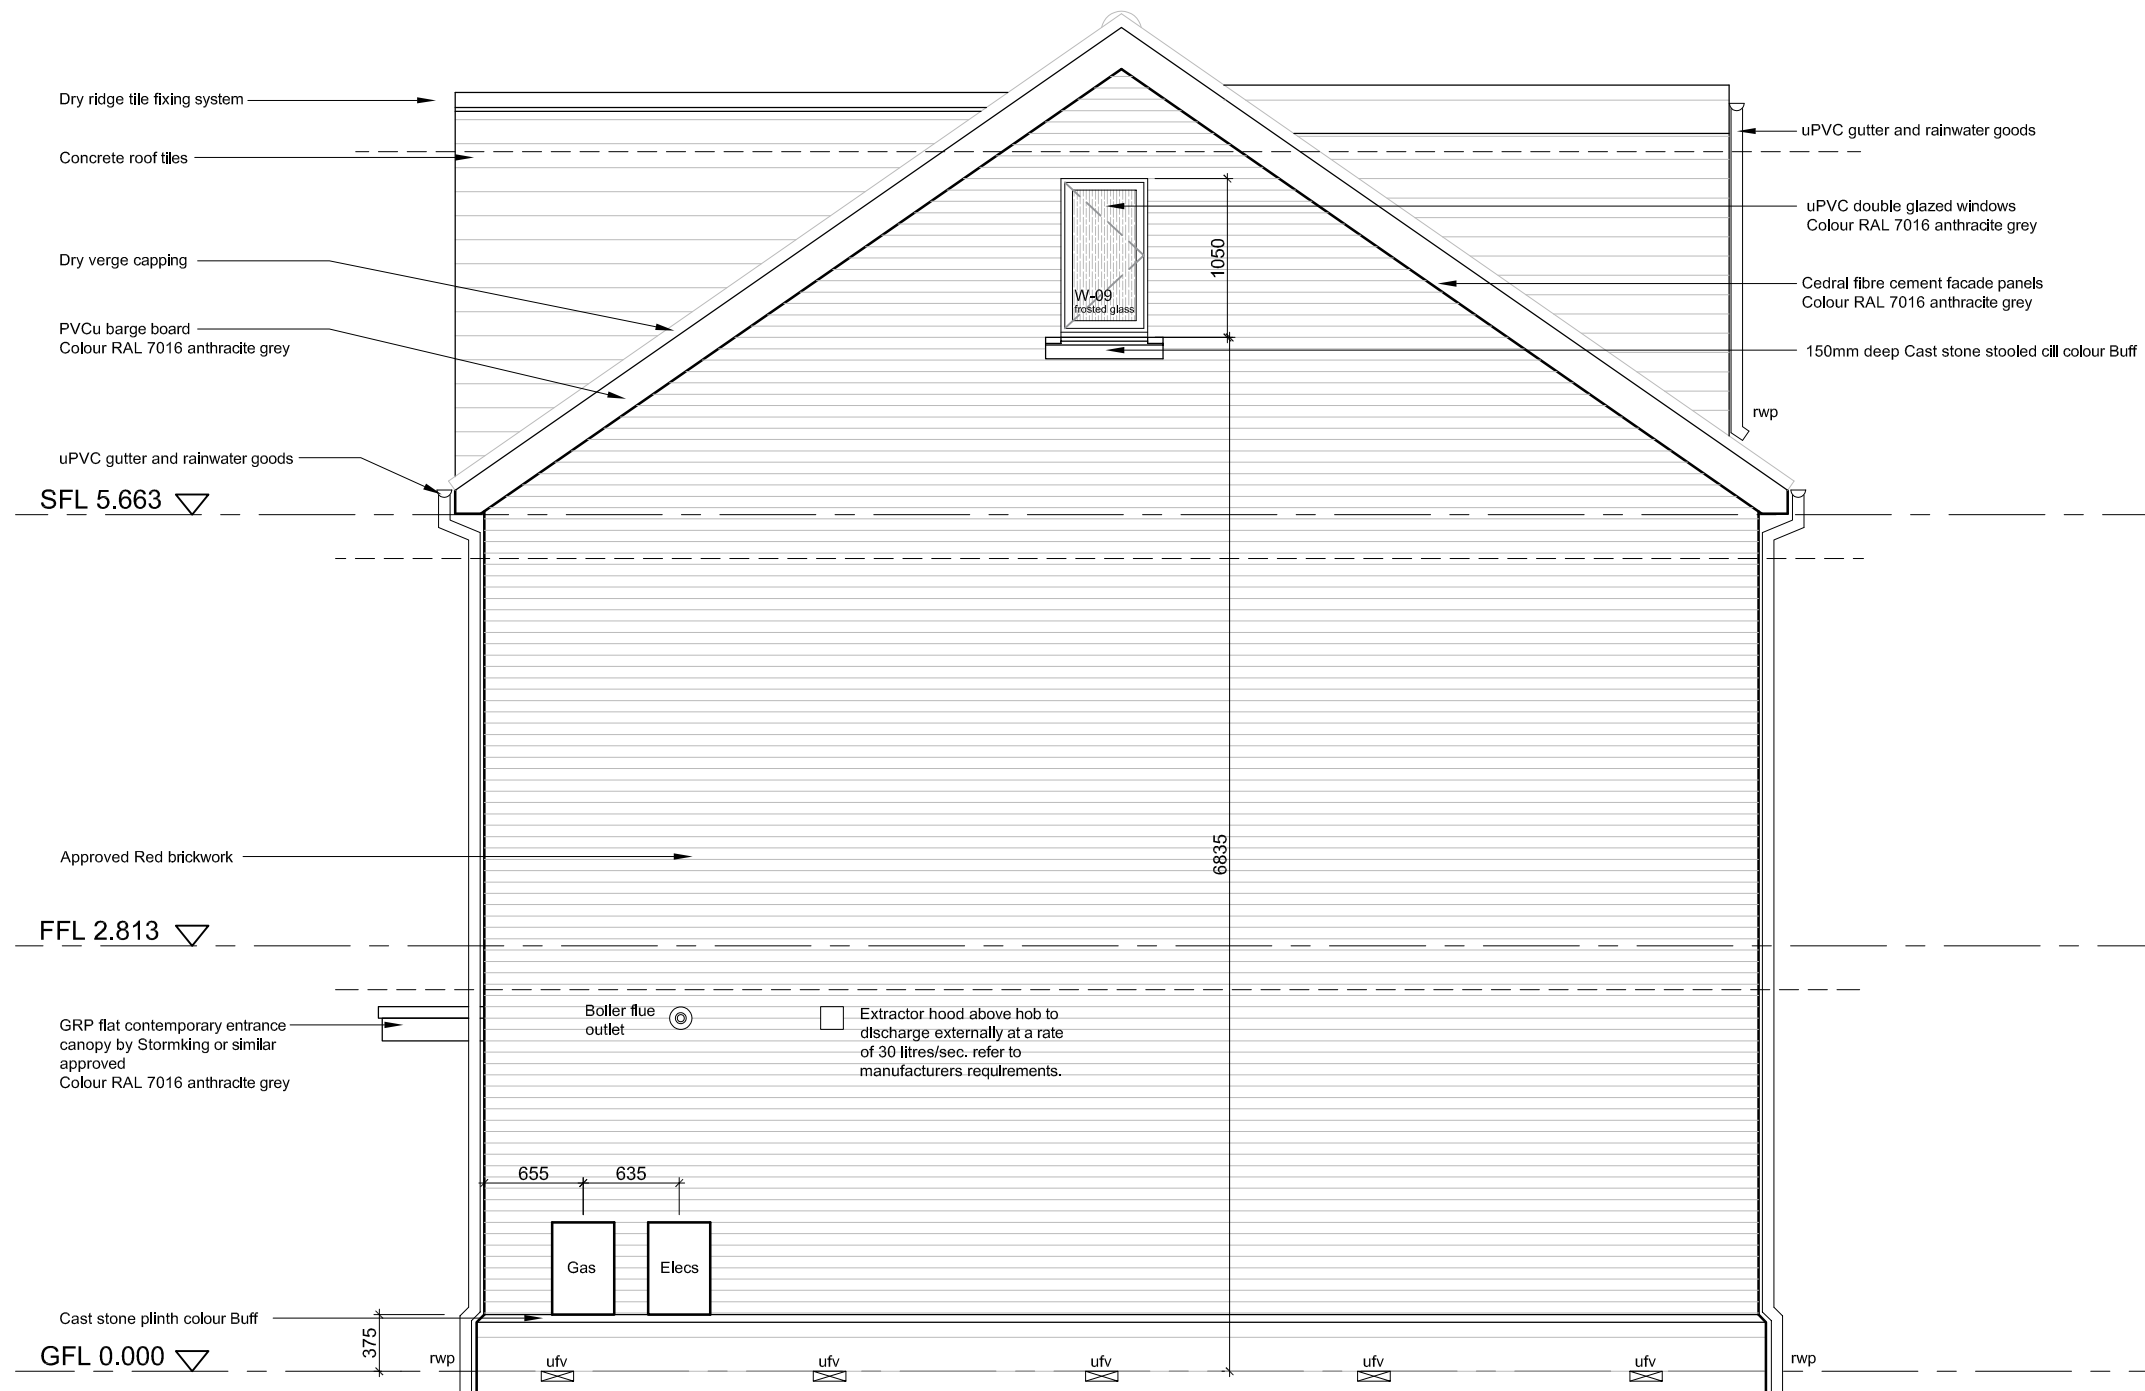 Dry ridge tile fixing system
Concrete roof tiles
Dry verge capping
PVCu barge board
Colour RAL 7016 anthracite grey
uPVC gutter and rainwater goods
SFL 5.663
Approved Red brickwork
FFL 2.813
GRP flat contemporary entrance
canopy by Stormking or similar
approved
Colour RAL 7016 anthracite grey
Cast stone plinth colour Buff
GFL 0.000
375
rwp
uPVC gutter and rainwater goods
uPVC double glazed windows
Colour RAL 7016 anthracite grey
Cedral fibre cement facade panels
Colour RAL 7016 anthracite grey
150mm deep Cast stone stooled cill colour Buff
rwp
1050
W-09
frosted glass
6835
Boiler flue
outlet
Extractor hood above hob to
discharge externally at a rate
of 30 litres/sec. refer to
manufacturers requirements.
655
635
Gas
Elecs
ufv
ufv
ufv
ufv
ufv
rwp